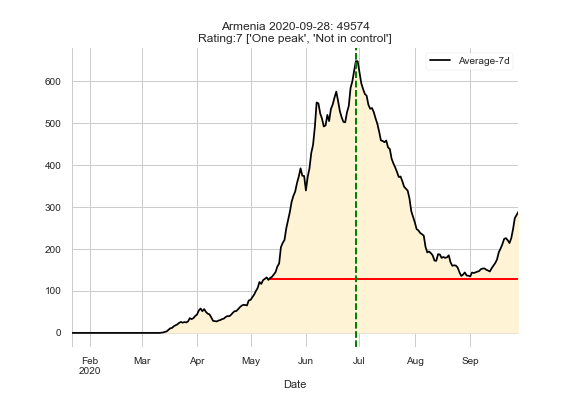 Armenia 2020-09-28: 49574
Rating:7 ['One peak', 'Not in control']
Average-7d
600
500
400
300
200
100
0
Feb Mar Apr May Jun Jul Aug Sep
2020
Date